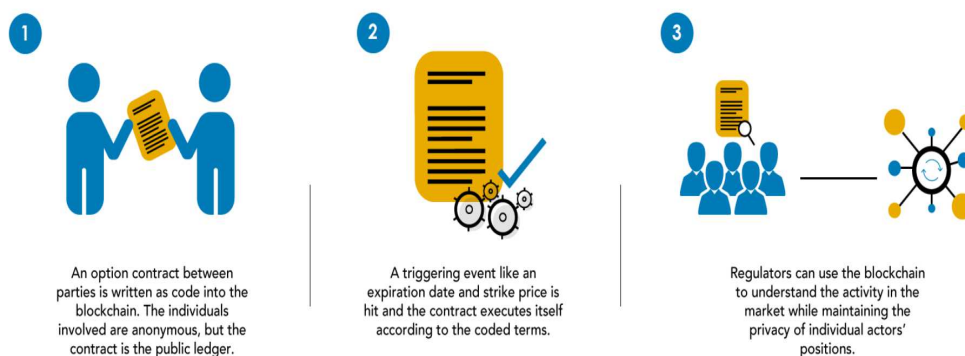 1
An option contract between
parties is written as code into the
blockchain. The individuals
involved are anonymous, but the
contract is the public ledger.
2
A triggering event like an
expiration date and strike price is
hit and the contract executes itself
according to the coded terms.
3
Regulators can use the blockchain
to understand the activity in the
market while maintaining the
privacy of individual actors'
positions.